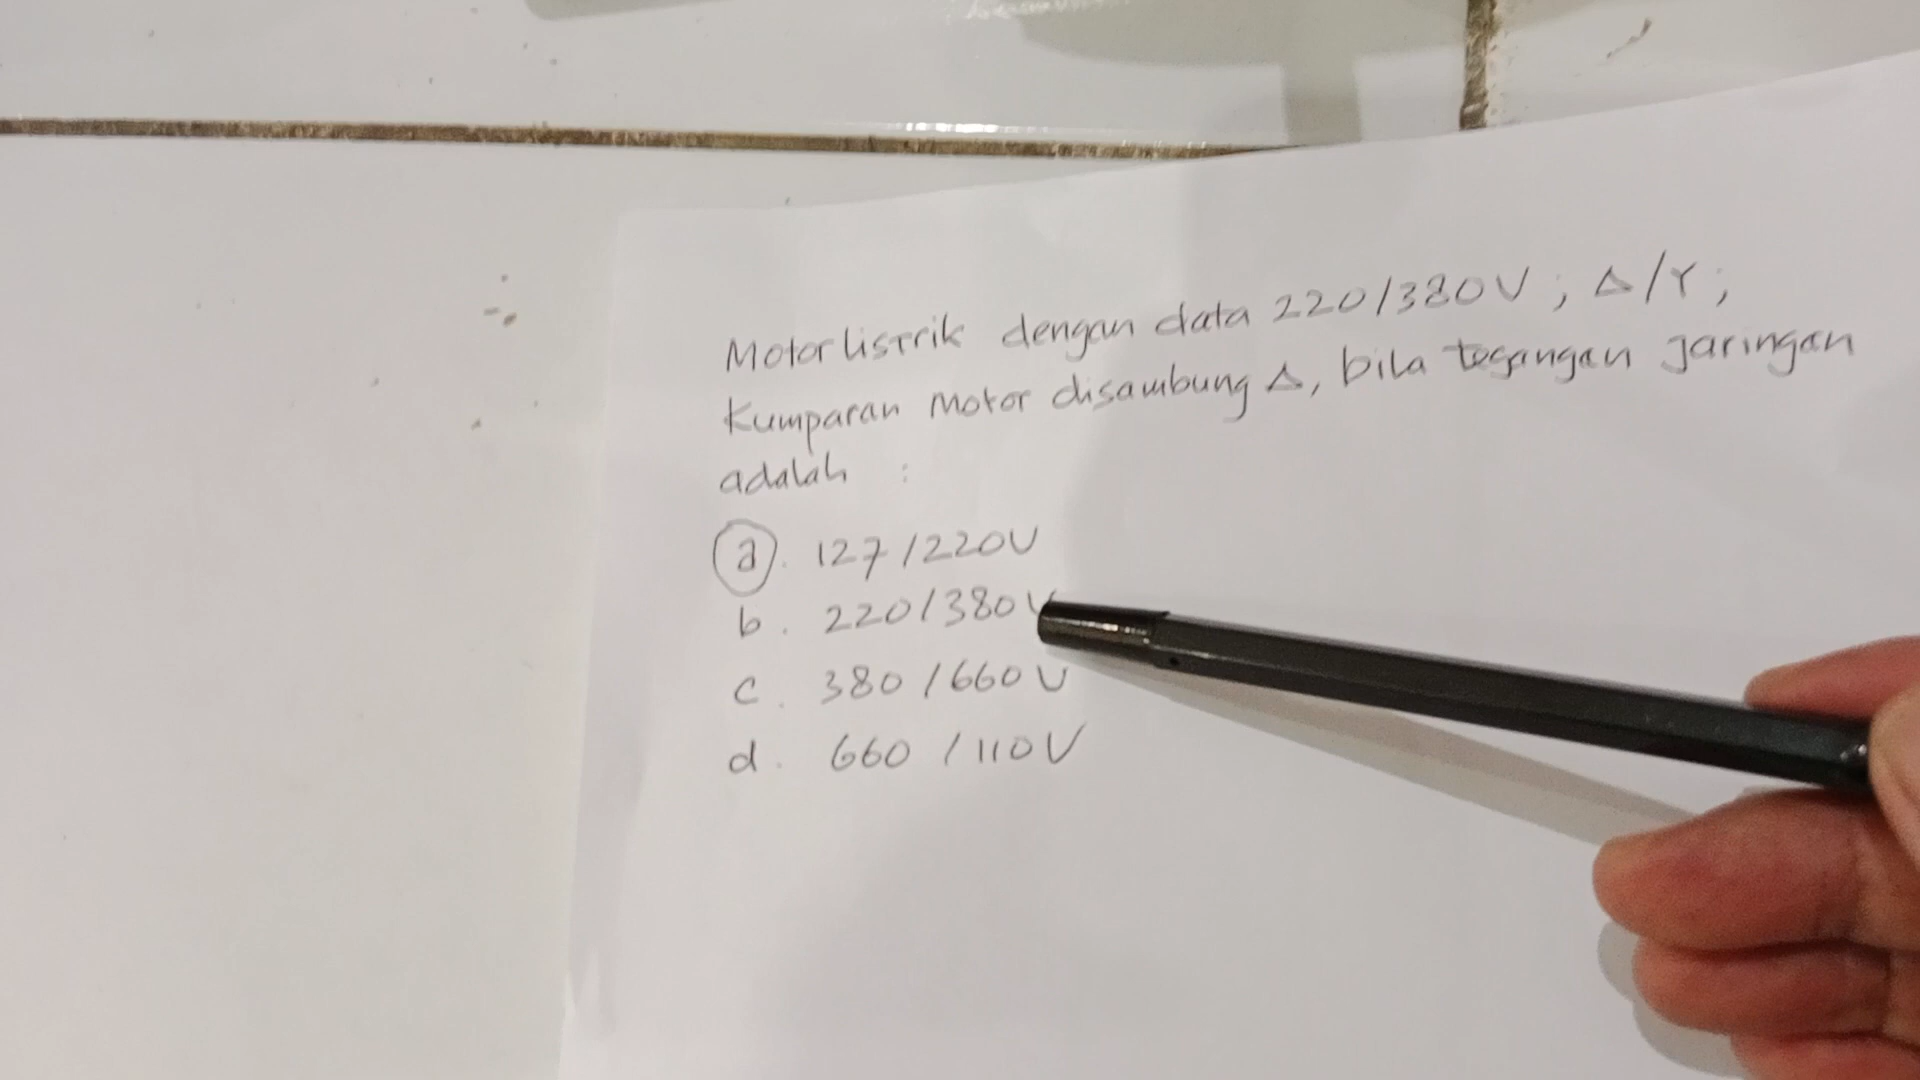 Motor listrik dengan data 220/380V ; Δ/Y ;
Kumparan Motor disambung Δ, bila tegangan jaringan
adalah :
a. 127/220V
b. 220/380V
c. 380/660V
d. 660/110V